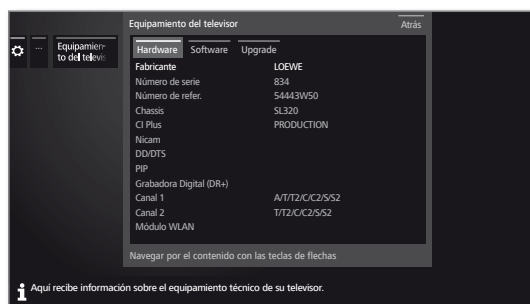 Equipamiento del televisor
Atrás
...
Equipamien-
to del televis
Hardware Software Upgrade
Fabricante LOEWE
Número de serie 834
Número de refer. 54443W50
Chassis SL320
CI Plus PRODUCTION
Nicam
DD/DTS
PIP
Grabadora Digital (DR+)
Canal 1 A/T/T2/C/C2/S/S2
Canal 2 T/T2/C/C2/S/S2
Módulo WLAN
Navegar por el contenido con las teclas de flechas
Aquí recibe información sobre el equipamiento técnico de su televisor.